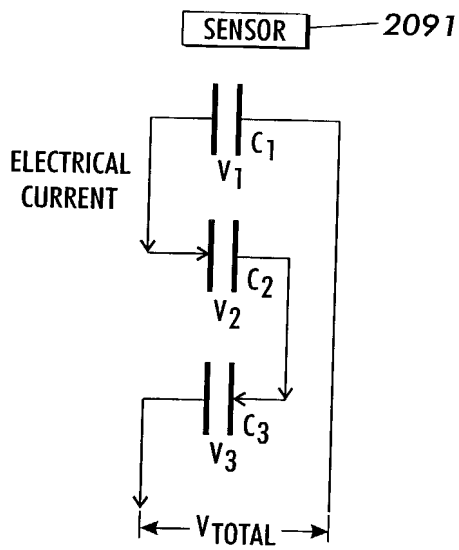 SENSOR
2091
C1
V1
ELECTRICAL
CURRENT
C2
V2
C3
V3
VTOTAL